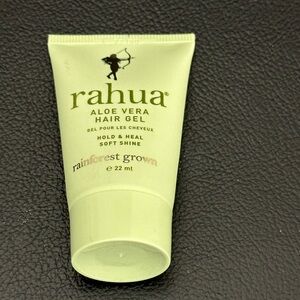 rahua
ALOE VERA
HAIR GEL
GEL POUR LES CHEVEUX
HOLD & HEAL
SOFT SHINE
rainforest grown
e 22 ml